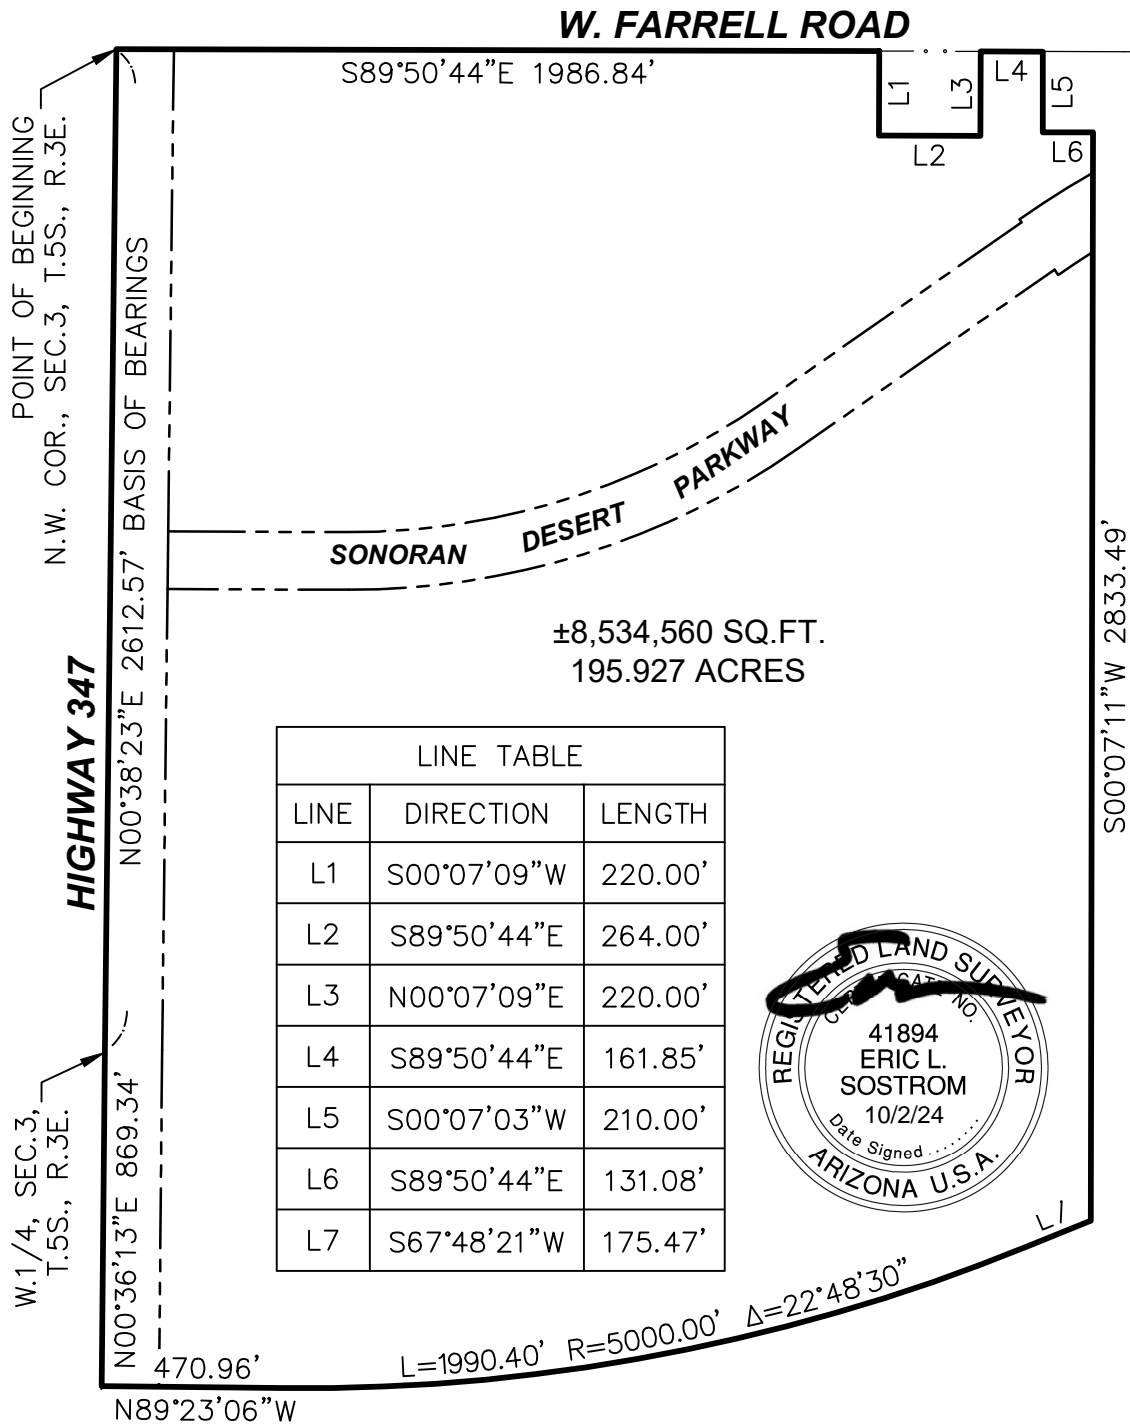 W. FARRELL ROAD
S89°50'44"E 1986.84'
L1
L2
L3
L4
L5
L6
POINT OF BEGINNING
N.W. COR., SEC.3, T.5S., R.3E.
N00°38'23"E 2612.57' BASIS OF BEARINGS
HIGHWAY 347
SONORAN DESERT PARKWAY
±8,534,560 SQ.FT.
195.927 ACRES
S00°07'11"W 2833.49'
LINE TABLE
LINE DIRECTION LENGTH
L1 S00°07'09"W 220.00'
L2 S89°50'44"E 264.00'
L3 N00°07'09"E 220.00'
L4 S89°50'44"E 161.85'
L5 S00°07'03"W 210.00'
L6 S89°50'44"E 131.08'
L7 S67°48'21"W 175.47'
REGISTERED LAND SURVEYOR
CERTIFICATE NO.
41894
ERIC L.
SOSTROM
10/2/24
Date Signed ........
ARIZONA U.S.A.
W.1/4, SEC.3,
T.5S., R.3E.
N00°36'13"E 869.34'
L7
L=1990.40' R=5000.00' Δ=22°48'30"
470.96'
N89°23'06"W